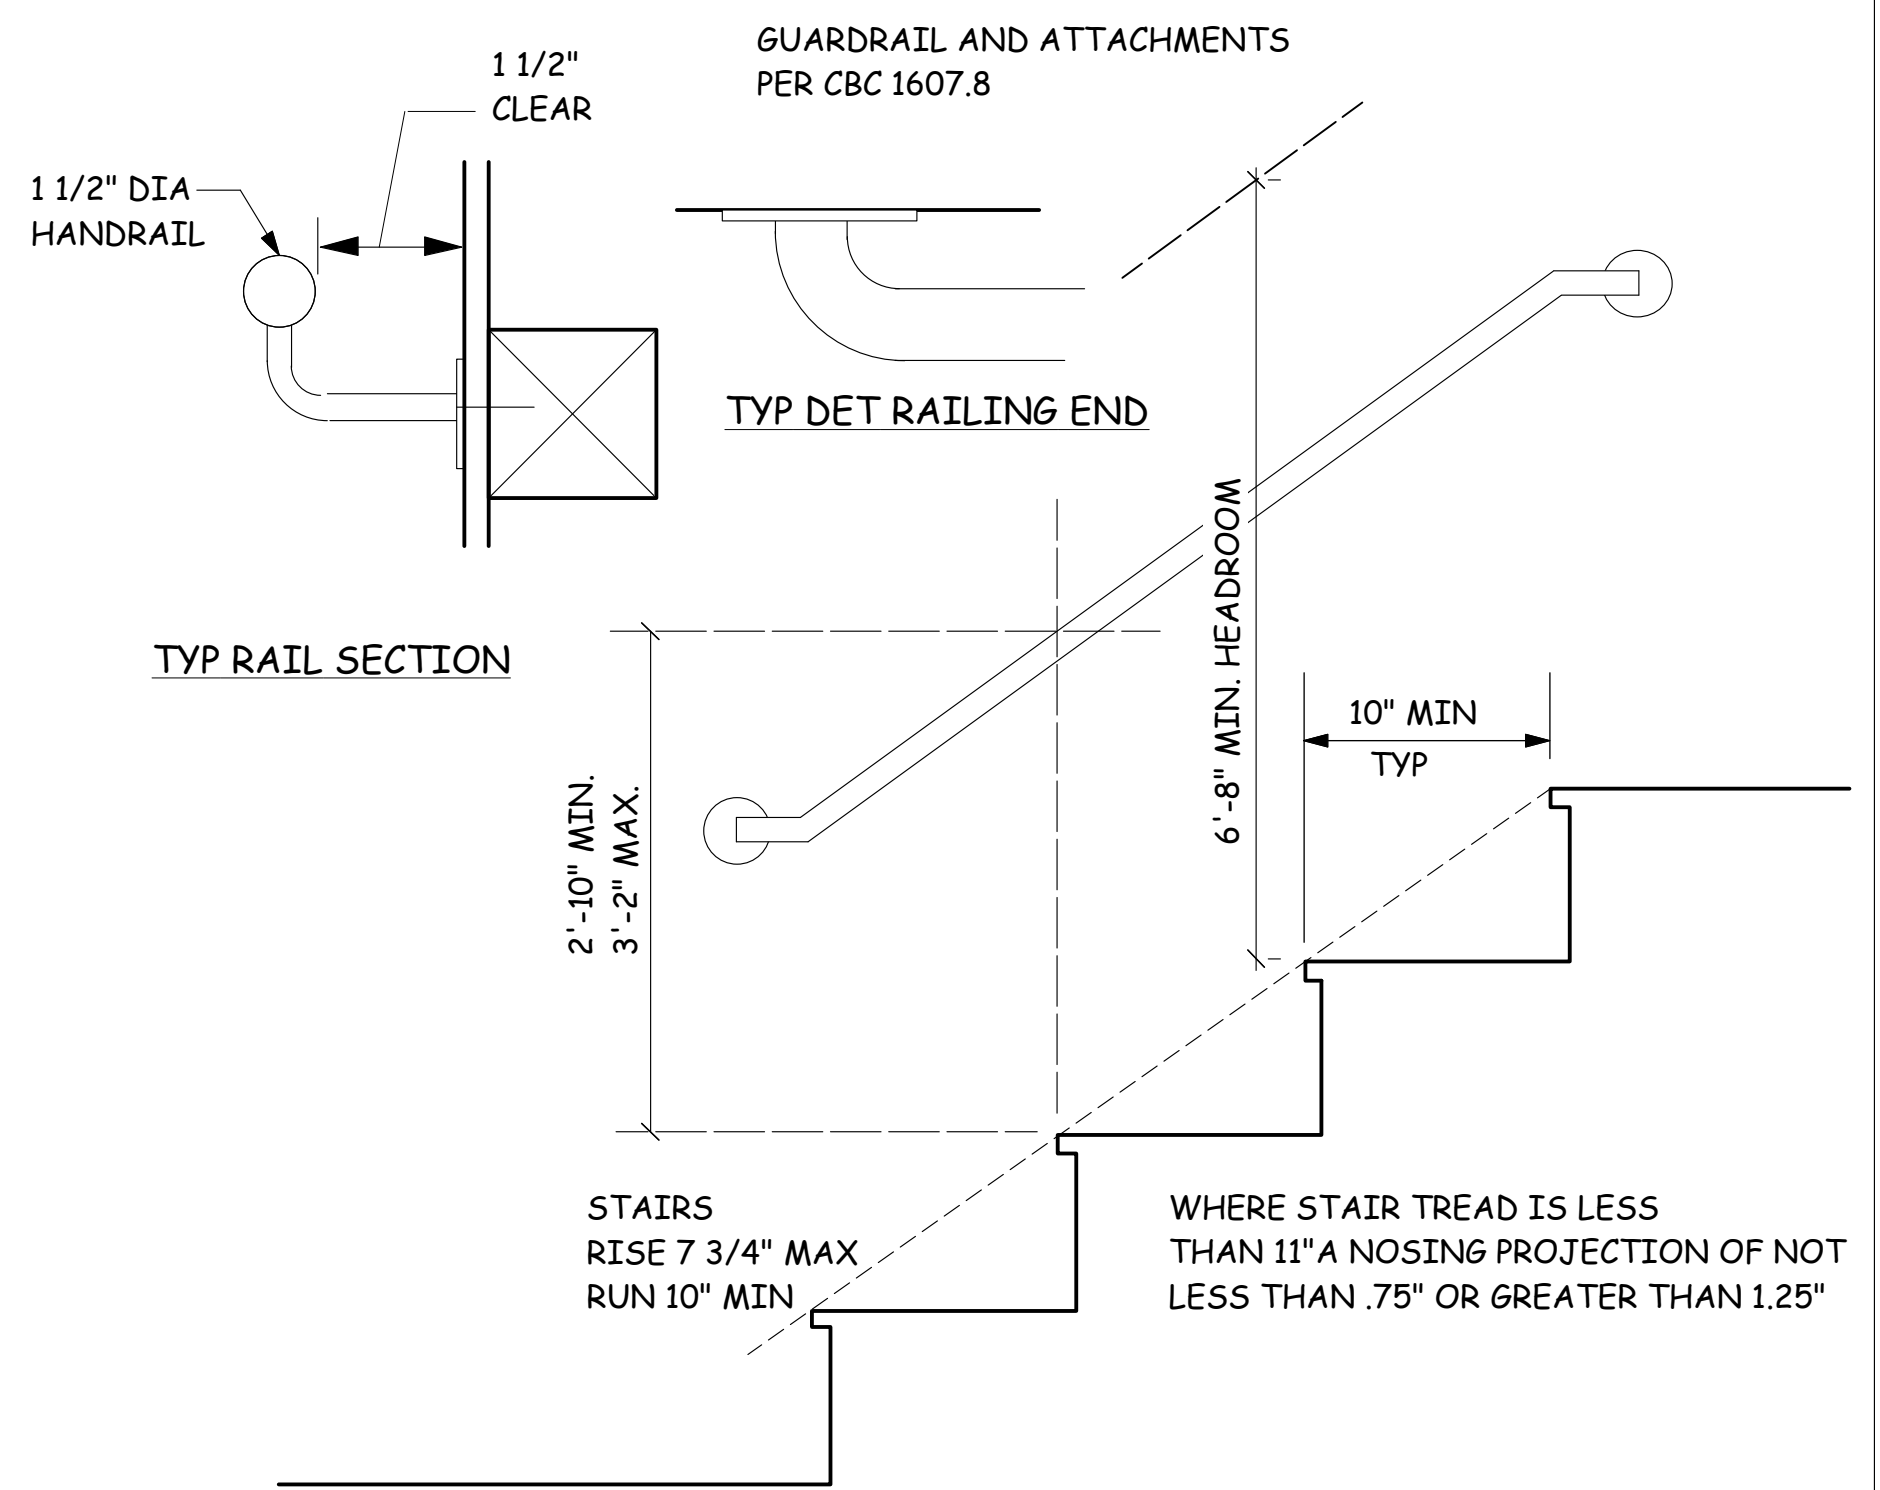 GUARDRAIL AND ATTACHMENTS
PER CBC 1607.8
1 1/2"
CLEAR
1 1/2" DIA
HANDRAIL
TYP DET RAILING END
TYP RAIL SECTION
6'-8" MIN. HEADROOM
10" MIN
TYP
2'-10" MIN.
3'-2" MAX.
STAIRS
RISE 7 3/4" MAX
RUN 10" MIN
WHERE STAIR TREAD IS LESS
THAN 11"A NOSING PROJECTION OF NOT
LESS THAN .75" OR GREATER THAN 1.25"